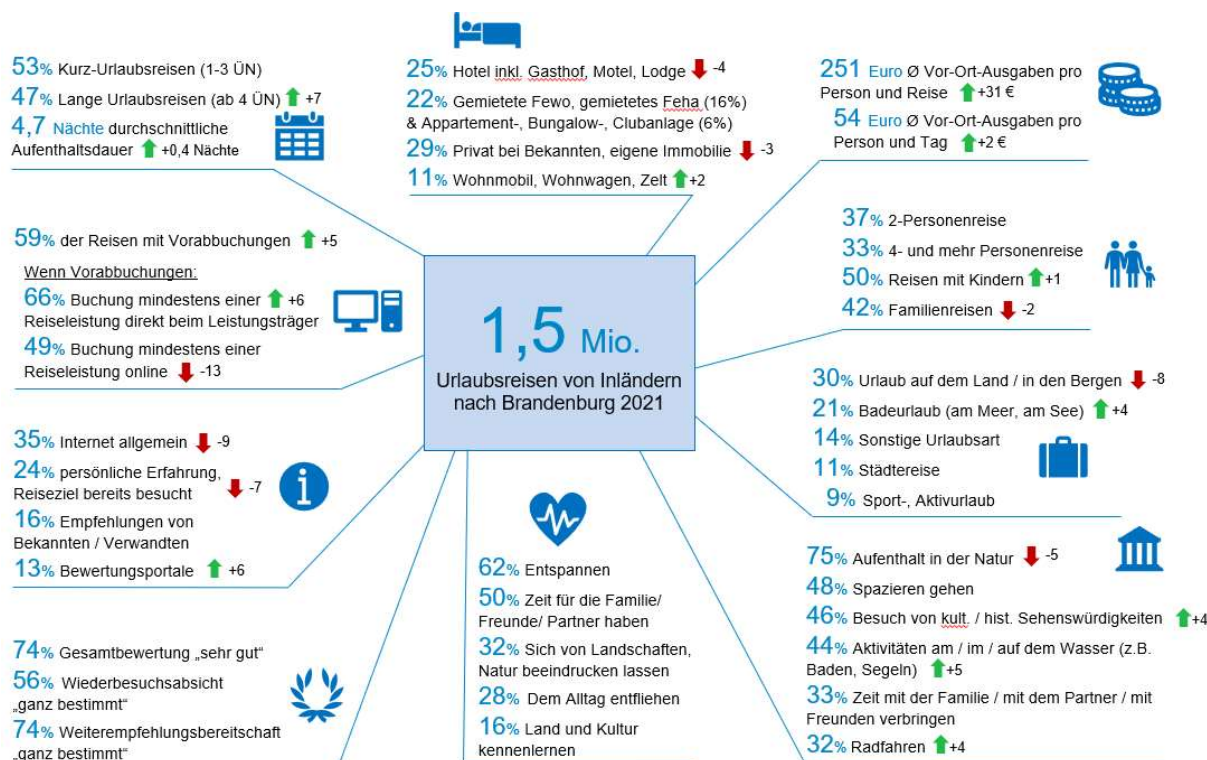 53% Kurz-Urlaubsreisen (1-3 ÜN)
47% Lange Urlaubsreisen (ab 4 ÜN) +7
4,7 Nächte durchschnittliche
Aufenthaltsdauer +0,4 Nächte
25% Hotel inkl. Gasthof, Motel, Lodge -4
22% Gemietete Fewo, gemietetes Feha (16%)
& Appartement-, Bungalow-, Clubanlage (6%)
29% Privat bei Bekannten, eigene Immobilie -3
11% Wohnmobil, Wohnwagen, Zelt +2
251 Euro Ø Vor-Ort-Ausgaben pro
Person und Reise +31 €
54 Euro Ø Vor-Ort-Ausgaben pro
Person und Tag +2 €
59% der Reisen mit Vorabbuchungen +5
Wenn Vorabbuchungen:
66% Buchung mindestens einer +6
Reiseleistung direkt beim Leistungsträger
49% Buchung mindestens einer
Reiseleistung online -13
1,5 Mio.
Urlaubsreisen von Inländern
nach Brandenburg 2021
37% 2-Personenreise
33% 4- und mehr Personenreise
50% Reisen mit Kindern +1
42% Familienreisen -2
30% Urlaub auf dem Land / in den Bergen -8
21% Badeurlaub (am Meer, am See) +4
14% Sonstige Urlaubsart
11% Städtereise
9% Sport-, Aktivurlaub
35% Internet allgemein -9
24% persönliche Erfahrung,
Reiseziel bereits besucht -7
16% Empfehlungen von
Bekannten / Verwandten
13% Bewertungsportale +6
62% Entspannen
50% Zeit für die Familie/
Freunde/ Partner haben
32% Sich von Landschaften,
Natur beeindrucken lassen
28% Dem Alltag entfliehen
16% Land und Kultur
kennenlernen
75% Aufenthalt in der Natur -5
48% Spazieren gehen
46% Besuch von kult. / hist. Sehenswürdigkeiten +4
44% Aktivitäten am / im / auf dem Wasser (z.B.
Baden, Segeln) +5
33% Zeit mit der Familie / mit dem Partner / mit
Freunden verbringen
32% Radfahren +4
74% Gesamtbewertung „sehr gut“
56% Wiederbesuchsabsicht
„ganz bestimmt“
74% Weiterempfehlungsbereitschaft
„ganz bestimmt“